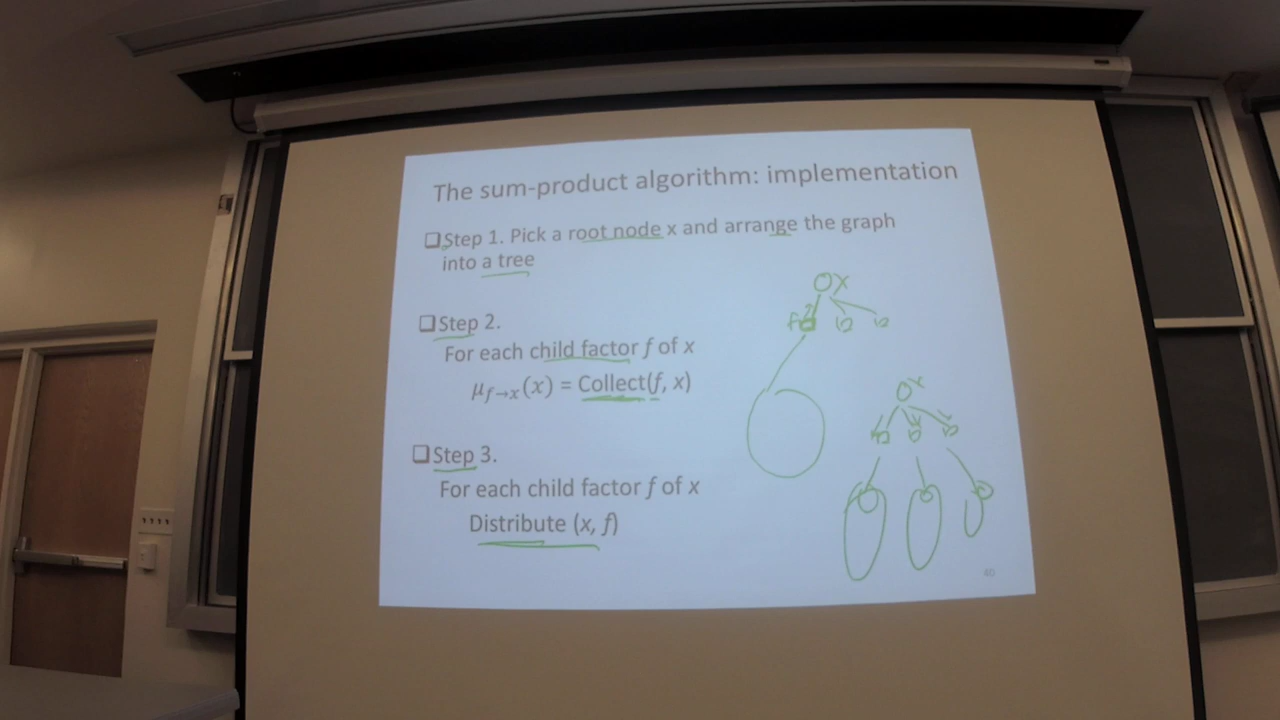 The sum-product algorithm: implementation
❑Step 1. Pick a root node x and arrange the graph
into a tree
❑Step 2.
For each child factor f of x
μf→x(x) = Collect(f, x)
❑Step 3.
For each child factor f of x
Distribute (x, f)
x
f
x
40